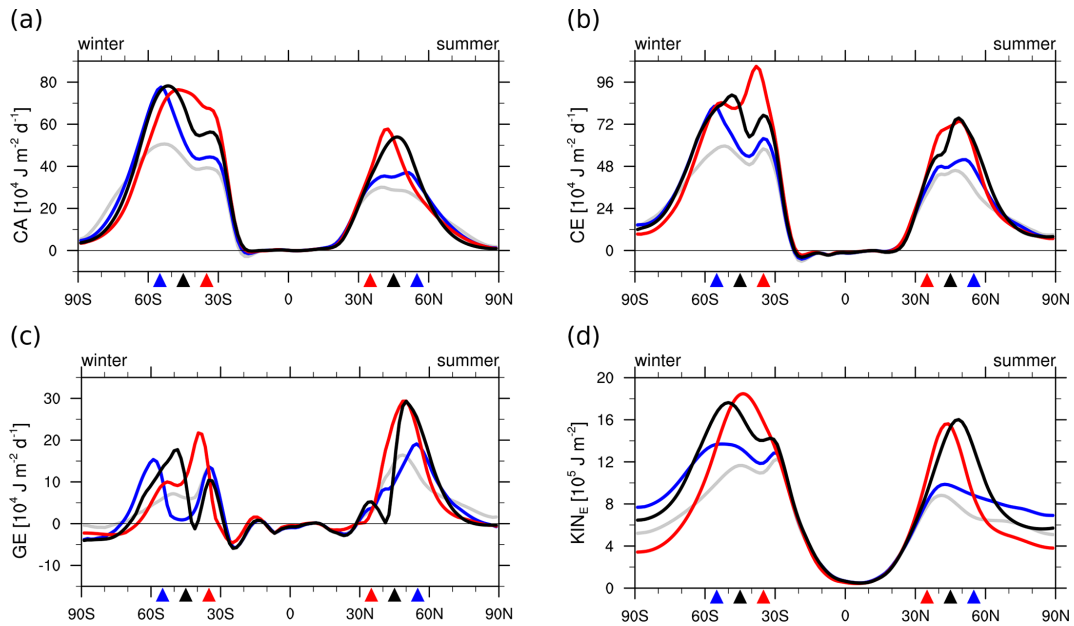 (a)
winter summer
80
60
40
20
0
CA [10⁴ J m⁻² d⁻¹]
90S 60S 30S 0 30N 60N 90N
(b)
winter summer
96
72
48
24
0
CE [10⁴ J m⁻² d⁻¹]
90S 60S 30S 0 30N 60N 90N
(c)
winter summer
30
20
10
0
-10
GE [10⁴ J m⁻² d⁻¹]
90S 60S 30S 0 30N 60N 90N
(d)
winter summer
20
16
12
8
4
0
KIN_E [10⁵ J m⁻²]
90S 60S 30S 0 30N 60N 90N